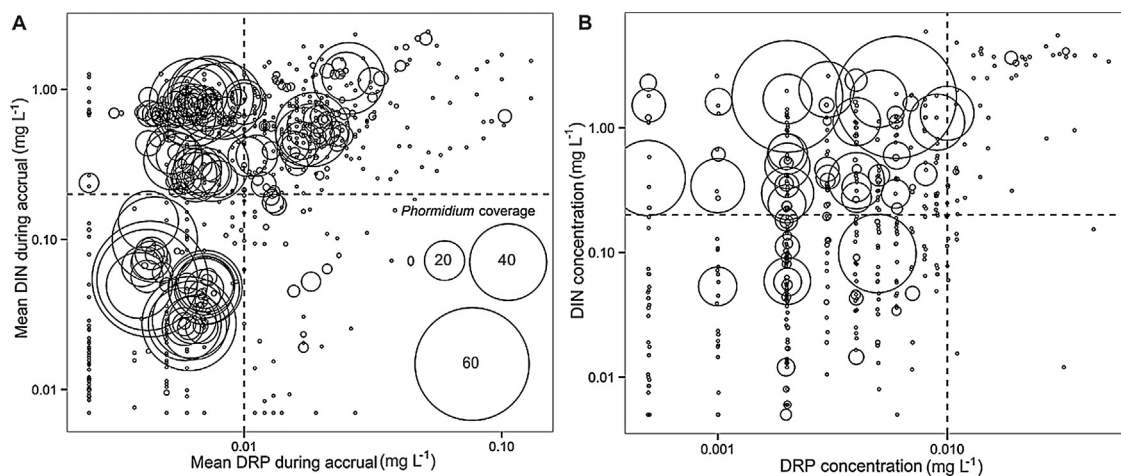 A
B
Mean DIN during accrual (mg L⁻¹)
1.00
0.10
0.01
Phormidium coverage
0
20
40
60
0.01
0.10
Mean DRP during accrual (mg L⁻¹)
DIN concentration (mg L⁻¹)
1.00
0.10
0.01
0.001
0.010
DRP concentration (mg L⁻¹)